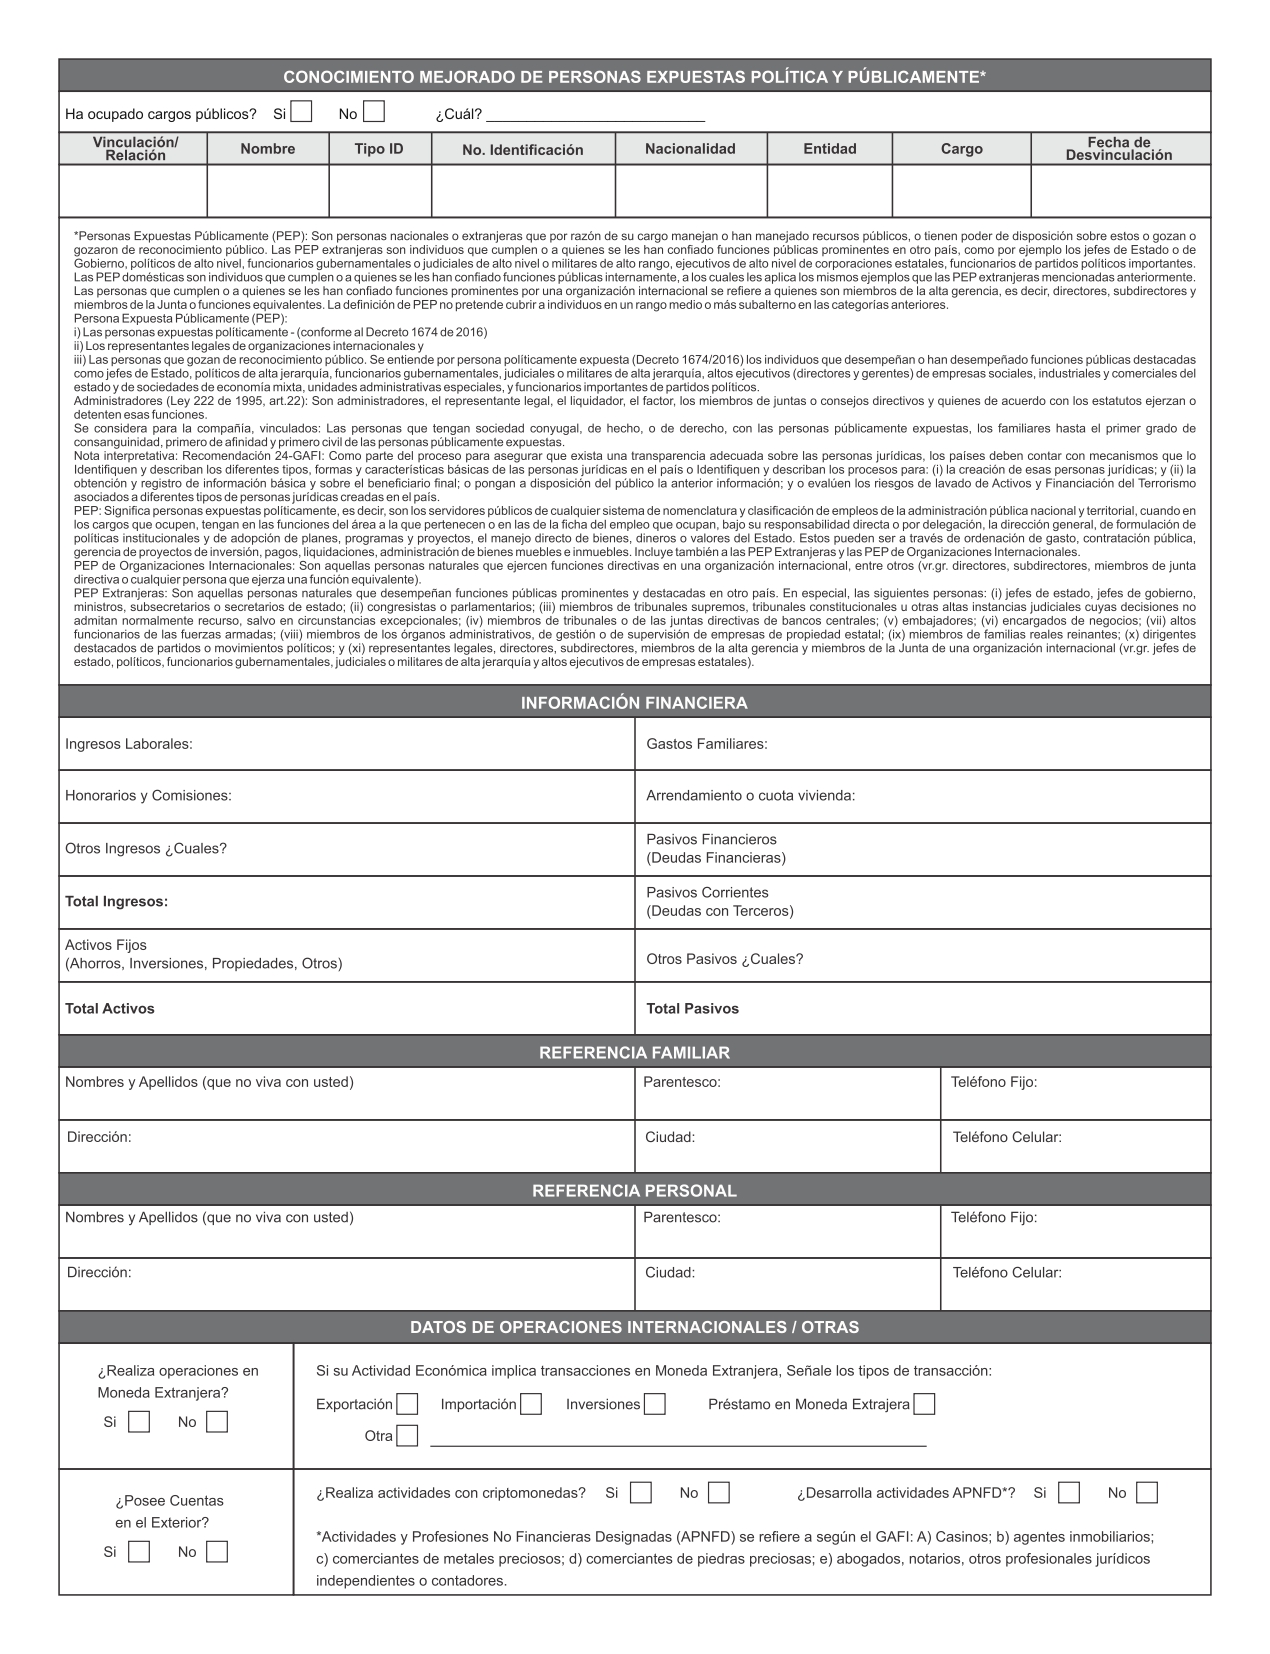 CONOCIMIENTO MEJORADO DE PERSONAS EXPUESTAS POLÍTICA Y PÚBLICAMENTE*
Ha ocupado cargos públicos? Si No ¿Cuál?
Vinculación/ Relación Nombre Tipo ID No. Identificación Nacionalidad Entidad Cargo Fecha de Desvinculación
*Personas Expuestas Públicamente (PEP): Son personas nacionales o extranjeras que por razón de su cargo manejan o han manejado recursos públicos, o tienen poder de disposición sobre estos o gozan o
gozaron de reconocimiento público. Las PEP extranjeras son individuos que cumplen o a quienes se les han confiado funciones públicas prominentes en otro país, como por ejemplo los jefes de Estado o de
Gobierno, políticos de alto nivel, funcionarios gubernamentales o judiciales de alto nivel o militares de alto rango, ejecutivos de alto nivel de corporaciones estatales, funcionarios de partidos políticos importantes.
Las PEP domésticas son individuos que cumplen o a quienes se les han confiado funciones públicas internamente, a los cuales les aplica los mismos ejemplos que las PEP extranjeras mencionadas anteriormente.
Las personas que cumplen o a quienes se les han confiado funciones prominentes por una organización internacional se refiere a quienes son miembros de la alta gerencia, es decir, directores, subdirectores y
miembros de la Junta o funciones equivalentes. La definición de PEP no pretende cubrir a individuos en un rango medio o más subalterno en las categorías anteriores.
Persona Expuesta Públicamente (PEP):
i) Las personas expuestas políticamente - (conforme al Decreto 1674 de 2016)
ii) Los representantes legales de organizaciones internacionales y
iii) Las personas que gozan de reconocimiento público. Se entiende por persona políticamente expuesta (Decreto 1674/2016) los individuos que desempeñan o han desempeñado funciones públicas destacadas
como jefes de Estado, políticos de alta jerarquía, funcionarios gubernamentales, judiciales o militares de alta jerarquía, altos ejecutivos (directores y gerentes) de empresas sociales, industriales y comerciales del
estado y de sociedades de economía mixta, unidades administrativas especiales, y funcionarios importantes de partidos políticos.
Administradores (Ley 222 de 1995, art.22): Son administradores, el representante legal, el liquidador, el factor, los miembros de juntas o consejos directivos y quienes de acuerdo con los estatutos ejerzan o
detenten esas funciones.
Se considera para la compañía, vinculados: Las personas que tengan sociedad conyugal, de hecho, o de derecho, con las personas públicamente expuestas, los familiares hasta el primer grado de
consanguinidad, primero de afinidad y primero civil de las personas públicamente expuestas.
Nota interpretativa: Recomendación 24-GAFI: Como parte del proceso para asegurar que exista una transparencia adecuada sobre las personas jurídicas, los países deben contar con mecanismos que lo
Identifiquen y describan los diferentes tipos, formas y características básicas de las personas jurídicas en el país o Identifiquen y describan los procesos para: (i) la creación de esas personas jurídicas; y (ii) la
obtención y registro de información básica y sobre el beneficiario final; o pongan a disposición del público la anterior información; y o evalúen los riesgos de lavado de Activos y Financiación del Terrorismo
asociados a diferentes tipos de personas jurídicas creadas en el país.
PEP: Significa personas expuestas políticamente, es decir, son los servidores públicos de cualquier sistema de nomenclatura y clasificación de empleos de la administración pública nacional y territorial, cuando en
los cargos que ocupen, tengan en las funciones del área a la que pertenecen o en las de la ficha del empleo que ocupan, bajo su responsabilidad directa o por delegación, la dirección general, de formulación de
políticas institucionales y de adopción de planes, programas y proyectos, el manejo directo de bienes, dineros o valores del Estado. Estos pueden ser a través de ordenación de gasto, contratación pública,
gerencia de proyectos de inversión, pagos, liquidaciones, administración de bienes muebles e inmuebles. Incluye también a las PEP Extranjeras y las PEP de Organizaciones Internacionales.
PEP de Organizaciones Internacionales: Son aquellas personas naturales que ejercen funciones directivas en una organización internacional, entre otros (vr.gr. directores, subdirectores, miembros de junta
directiva o cualquier persona que ejerza una función equivalente).
PEP Extranjeras: Son aquellas personas naturales que desempeñan funciones públicas prominentes y destacadas en otro país. En especial, las siguientes personas: (i) jefes de estado, jefes de gobierno,
ministros, subsecretarios o secretarios de estado; (ii) congresistas o parlamentarios; (iii) miembros de tribunales supremos, tribunales constitucionales u otras altas instancias judiciales cuyas decisiones no
admitan normalmente recurso, salvo en circunstancias excepcionales; (iv) miembros de tribunales o de las juntas directivas de bancos centrales; (v) embajadores; (vi) encargados de negocios; (vii) altos
funcionarios de las fuerzas armadas; (viii) miembros de los órganos administrativos, de gestión o de supervisión de empresas de propiedad estatal; (ix) miembros de familias reales reinantes; (x) dirigentes
destacados de partidos o movimientos políticos; y (xi) representantes legales, directores, subdirectores, miembros de la alta gerencia y miembros de la Junta de una organización internacional (vr.gr. jefes de
estado, políticos, funcionarios gubernamentales, judiciales o militares de alta jerarquía y altos ejecutivos de empresas estatales).
INFORMACIÓN FINANCIERA
Ingresos Laborales: Gastos Familiares:
Honorarios y Comisiones: Arrendamiento o cuota vivienda:
Otros Ingresos ¿Cuales?
Pasivos Financieros
(Deudas Financieras)
Total Ingresos:
Pasivos Corrientes
(Deudas con Terceros)
Activos Fijos
(Ahorros, Inversiones, Propiedades, Otros)
Otros Pasivos ¿Cuales?
Total Activos Total Pasivos
REFERENCIA FAMILIAR
Nombres y Apellidos (que no viva con usted) Parentesco: Teléfono Fijo:
Dirección: Ciudad: Teléfono Celular:
REFERENCIA PERSONAL
Nombres y Apellidos (que no viva con usted) Parentesco: Teléfono Fijo:
Dirección: Ciudad: Teléfono Celular:
DATOS DE OPERACIONES INTERNACIONALES / OTRAS
¿Realiza operaciones en
Moneda Extranjera?
Si No
Si su Actividad Económica implica transacciones en Moneda Extranjera, Señale los tipos de transacción:
Exportación Importación Inversiones Préstamo en Moneda Extrajera
Otra
¿Posee Cuentas
en el Exterior?
Si No
¿Realiza actividades con criptomonedas? Si No ¿Desarrolla actividades APNFD*? Si No
*Actividades y Profesiones No Financieras Designadas (APNFD) se refiere a según el GAFI: A) Casinos; b) agentes inmobiliarios;
c) comerciantes de metales preciosos; d) comerciantes de piedras preciosas; e) abogados, notarios, otros profesionales jurídicos
independientes o contadores.